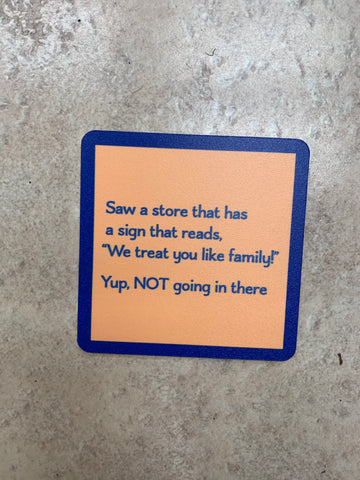 Saw a store that has
a sign that reads,
“We treat you like family!”
Yup, NOT going in there